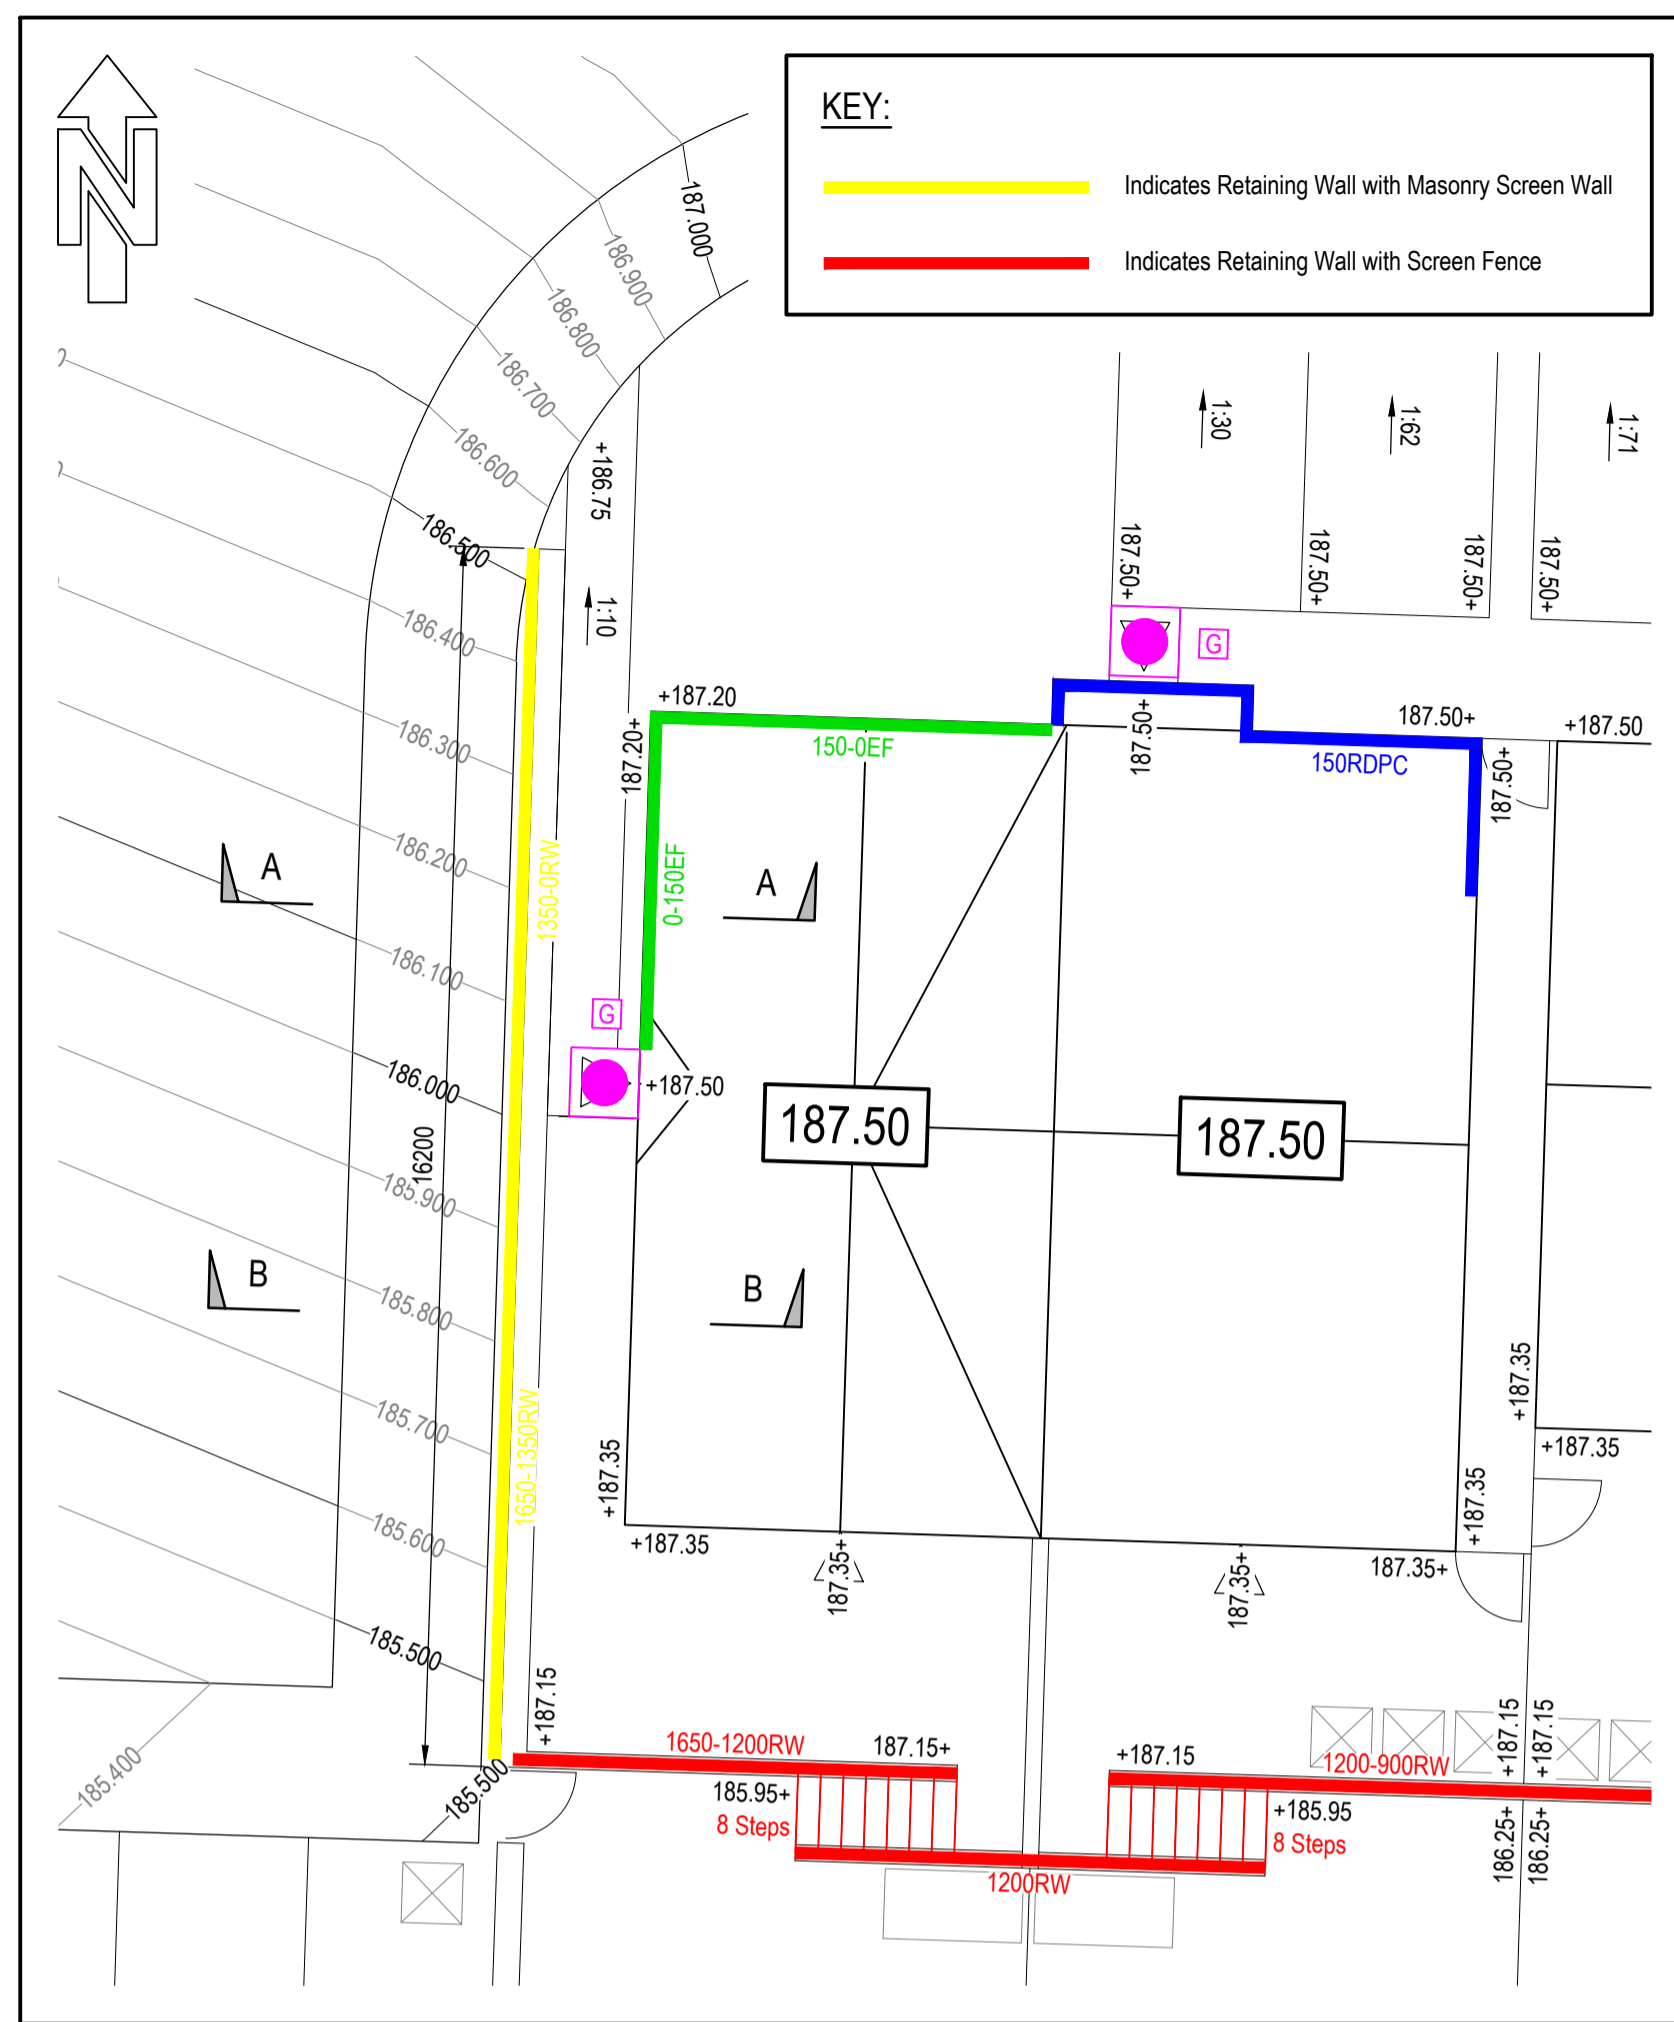 N
KEY:
Indicates Retaining Wall with Masonry Screen Wall
Indicates Retaining Wall with Screen Fence
187.000
186.900
186.800
186.700
186.600
186.500
186.400
186.300
186.200
186.100
186.000
185.900
185.800
185.700
185.600
185.500
185.500
185.400
16200
+186.75
1:10
1:30
1:62
1:71
187.50+
187.50+
187.50+
187.50+
G
+187.20
187.20+
150-0EF
0-150EF
187.50+
187.50+
150RDPC
187.50+
+187.50
1350-0RW
A
A
G
+187.50
187.50
187.50
B
B
1650-1350RW
+187.35
+187.35
187.35+
187.35+
187.35+
+187.35
+187.35
+187.35
+187.15
1650-1200RW
187.15+
185.95+
8 Steps
+187.15
1200-900RW
+185.95
8 Steps
1200RW
+187.15
+187.15
186.25+
186.25+